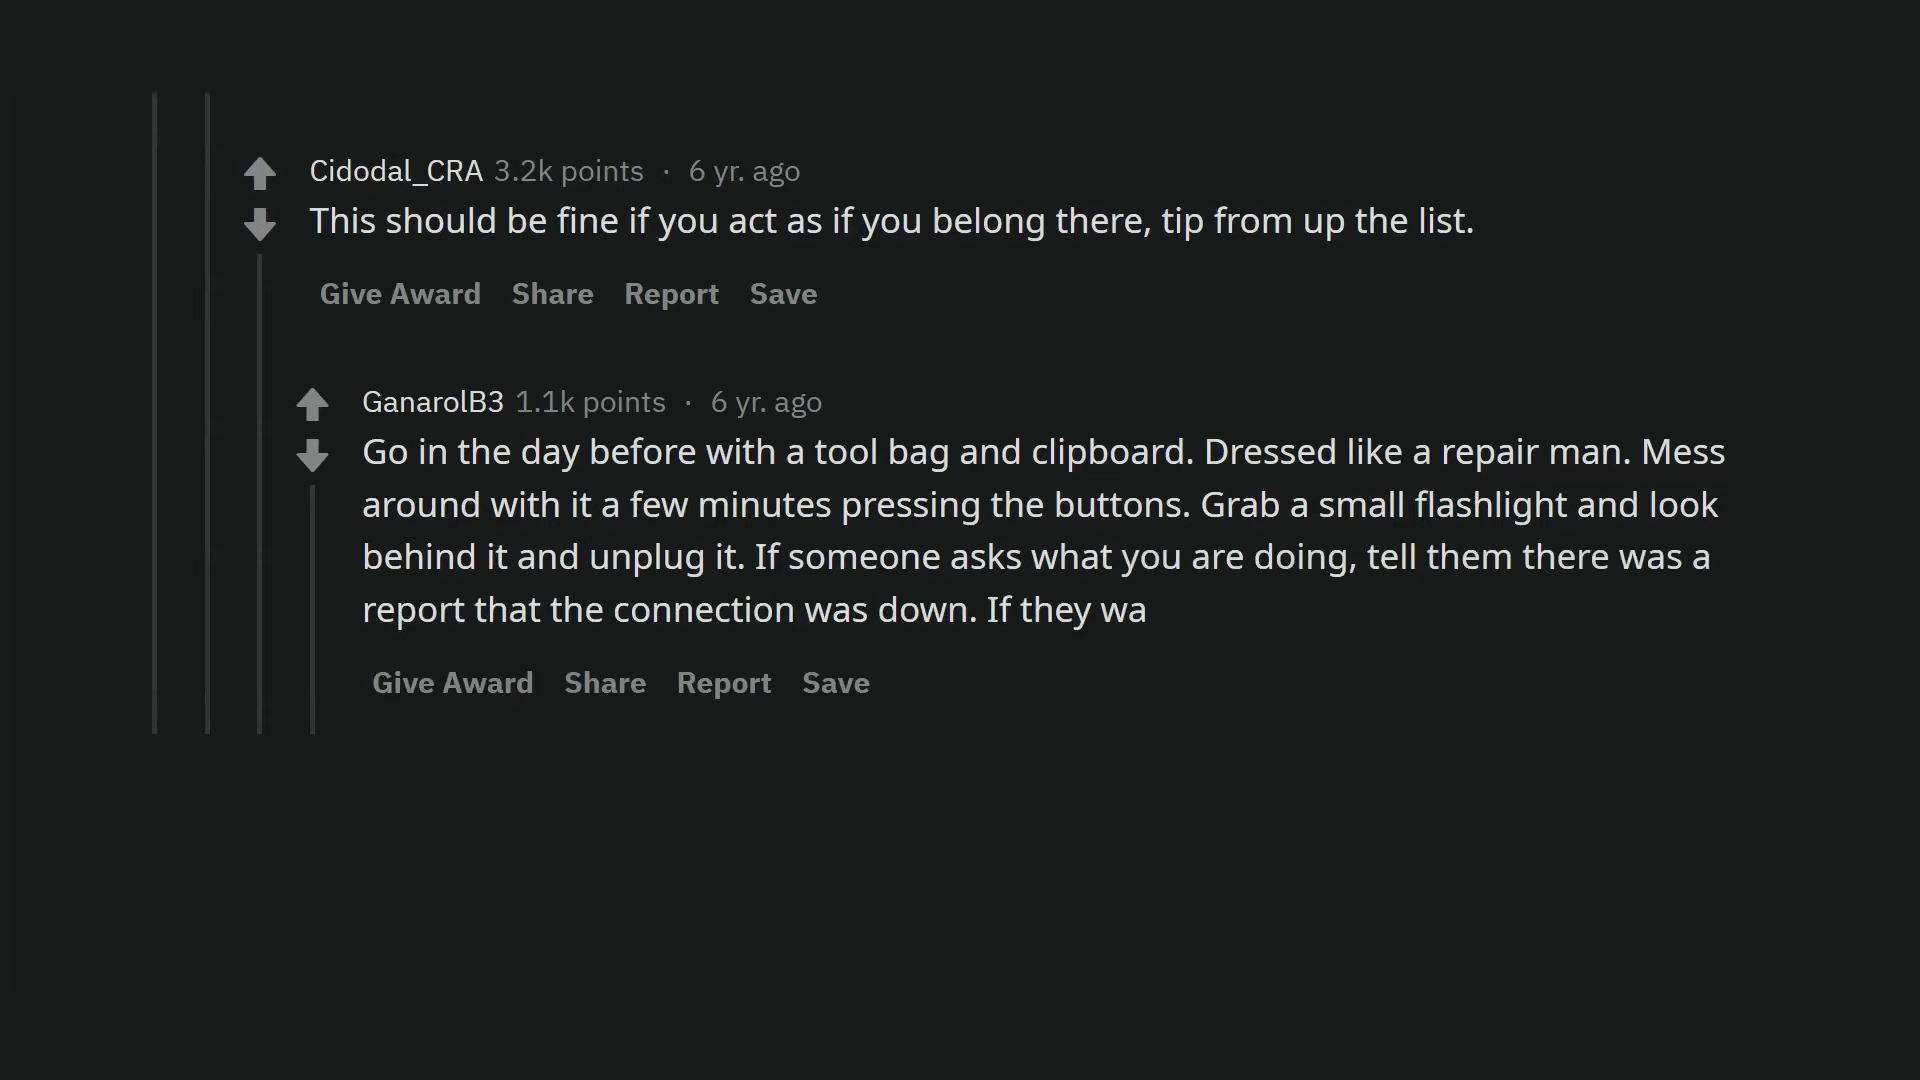 Cidodal_CRA 3.2k points · 6 yr. ago
This should be fine if you act as if you belong there, tip from up the list.
Give Award Share Report Save
GanarolB3 1.1k points · 6 yr. ago
Go in the day before with a tool bag and clipboard. Dressed like a repair man. Mess
around with it a few minutes pressing the buttons. Grab a small flashlight and look
behind it and unplug it. If someone asks what you are doing, tell them there was a
report that the connection was down. If they wa
Give Award Share Report Save